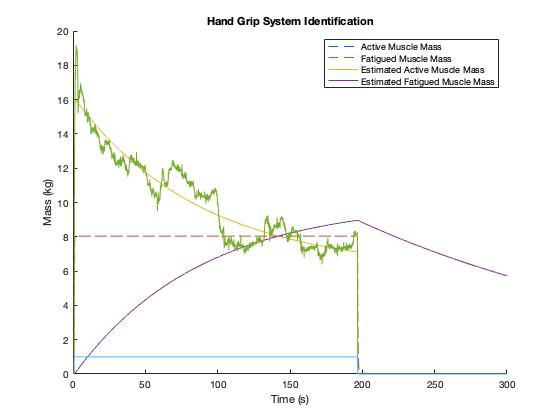 Hand Grip System Identification
20
18
16
14
12
10
8
6
4
2
0
Mass (kg)
Active Muscle Mass
Fatigued Muscle Mass
Estimated Active Muscle Mass
Estimated Fatigued Muscle Mass
0 50 100 150 200 250 300
Time (s)